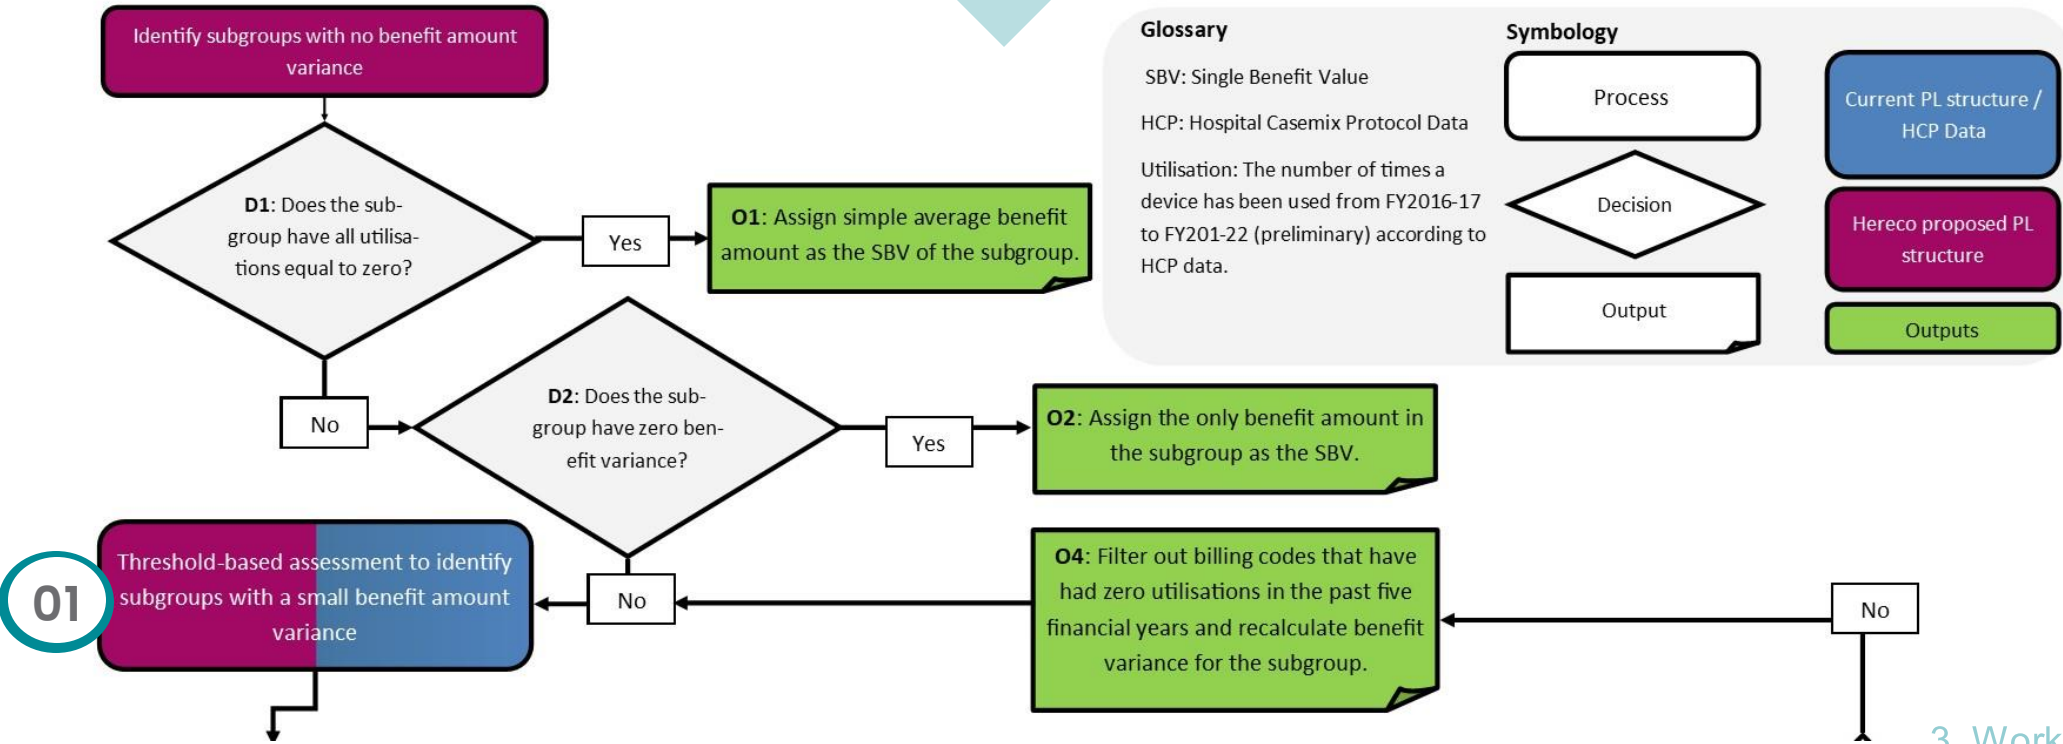 Identify subgroups with no benefit amount
variance
D1: Does the sub-
group have all utilisa-
tions equal to zero?
Yes
O1: Assign simple average benefit
amount as the SBV of the subgroup.
No
D2: Does the sub-
group have zero ben-
efit variance?
Yes
O2: Assign the only benefit amount in
the subgroup as the SBV.
No
01
Threshold-based assessment to identify
subgroups with a small benefit amount
variance
O4: Filter out billing codes that have
had zero utilisations in the past five
financial years and recalculate benefit
variance for the subgroup.
No
Glossary
SBV: Single Benefit Value
HCP: Hospital Casemix Protocol Data
Utilisation: The number of times a
device has been used from FY2016-17
to FY201-22 (preliminary) according to
HCP data.
Symbology
Process
Decision
Output
Current PL structure /
HCP Data
Hereco proposed PL
structure
Outputs
3. Work